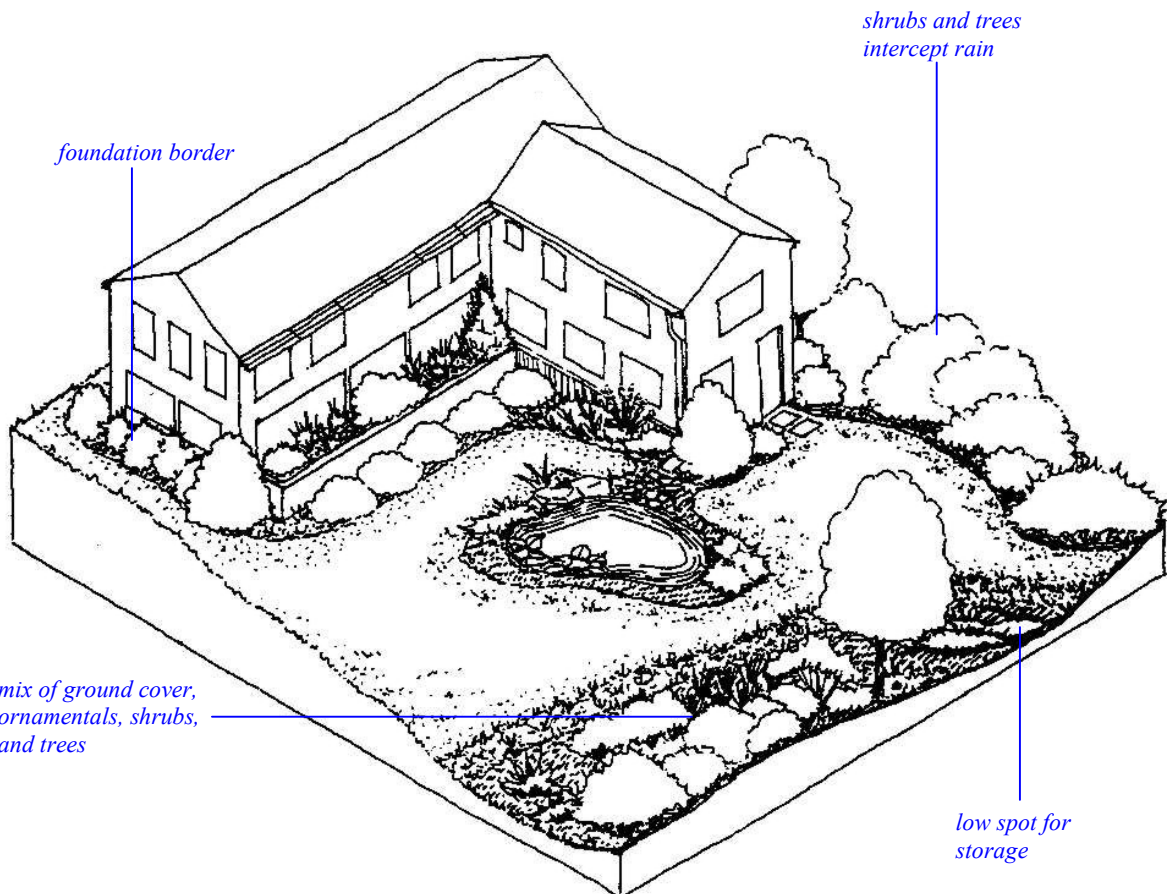 shrubs and trees
intercept rain
foundation border
mix of ground cover,
ornamentals, shrubs,
and trees
low spot for
storage